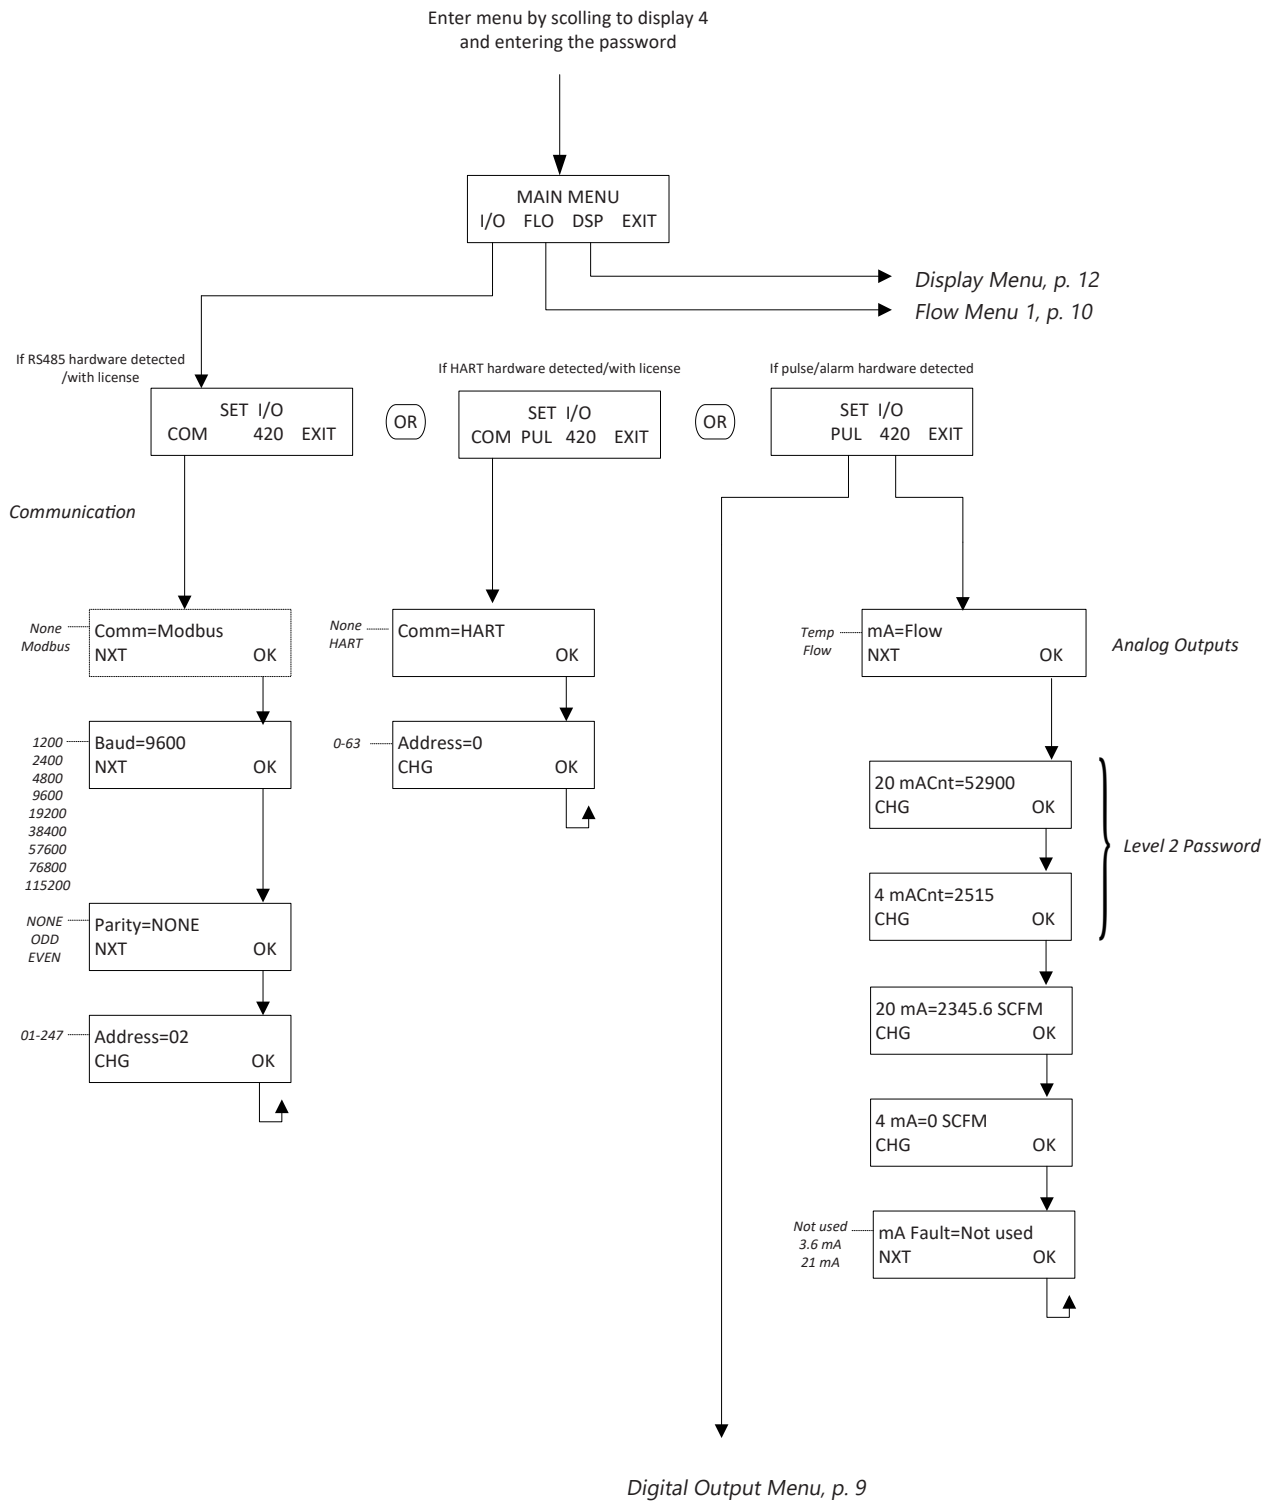 Enter menu by scolling to display 4
and entering the password
MAIN MENU
I/O FLO DSP EXIT
Display Menu, p. 12
Flow Menu 1, p. 10
If RS485 hardware detected
/with license
SET I/O
COM 420 EXIT
OR
If HART hardware detected/with license
SET I/O
COM PUL 420 EXIT
OR
If pulse/alarm hardware detected
SET I/O
PUL 420 EXIT
Communication
None
Modbus
Comm=Modbus
NXT OK
1200
2400
4800
9600
19200
38400
57600
76800
115200
Baud=9600
NXT OK
NONE
ODD
EVEN
Parity=NONE
NXT OK
01-247
Address=02
CHG OK
None
HART
Comm=HART
OK
0-63
Address=0
CHG OK
Temp
Flow
mA=Flow
NXT OK
Analog Outputs
20 mACnt=52900
CHG OK
Level 2 Password
4 mACnt=2515
CHG OK
20 mA=2345.6 SCFM
CHG OK
4 mA=0 SCFM
CHG OK
Not used
3.6 mA
21 mA
mA Fault=Not used
NXT OK
Digital Output Menu, p. 9